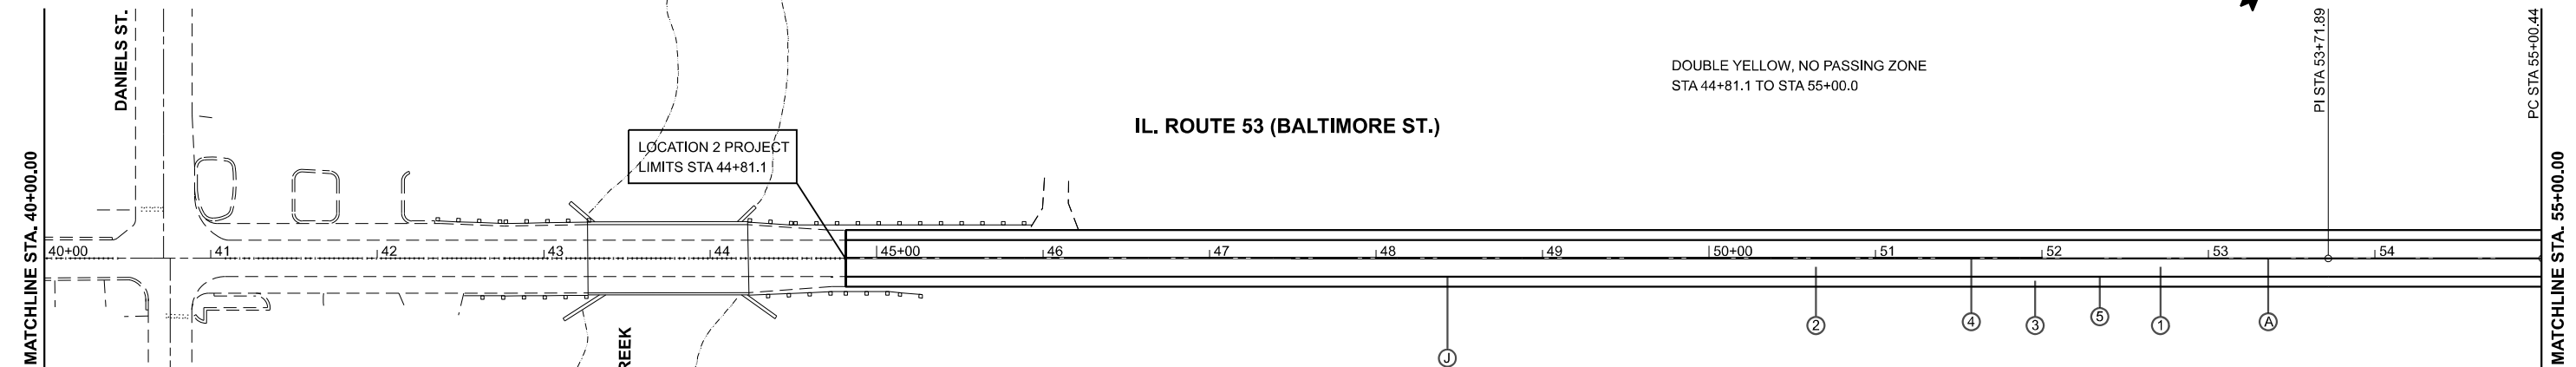 MATCHLINE STA. 40+00.00
DANIELS ST.
LOCATION 2 PROJECT
LIMITS STA 44+81.1
IL. ROUTE 53 (BALTIMORE ST.)
DOUBLE YELLOW, NO PASSING ZONE
STA 44+81.1 TO STA 55+00.0
PI STA 53+71.89
PC STA 55+00.44
MATCHLINE STA. 55+00.00
40+00 41 42 43 44 45+00 46 47 48 49 50+00 51 52 53 54
REEK
J 2 4 3 5 1 A